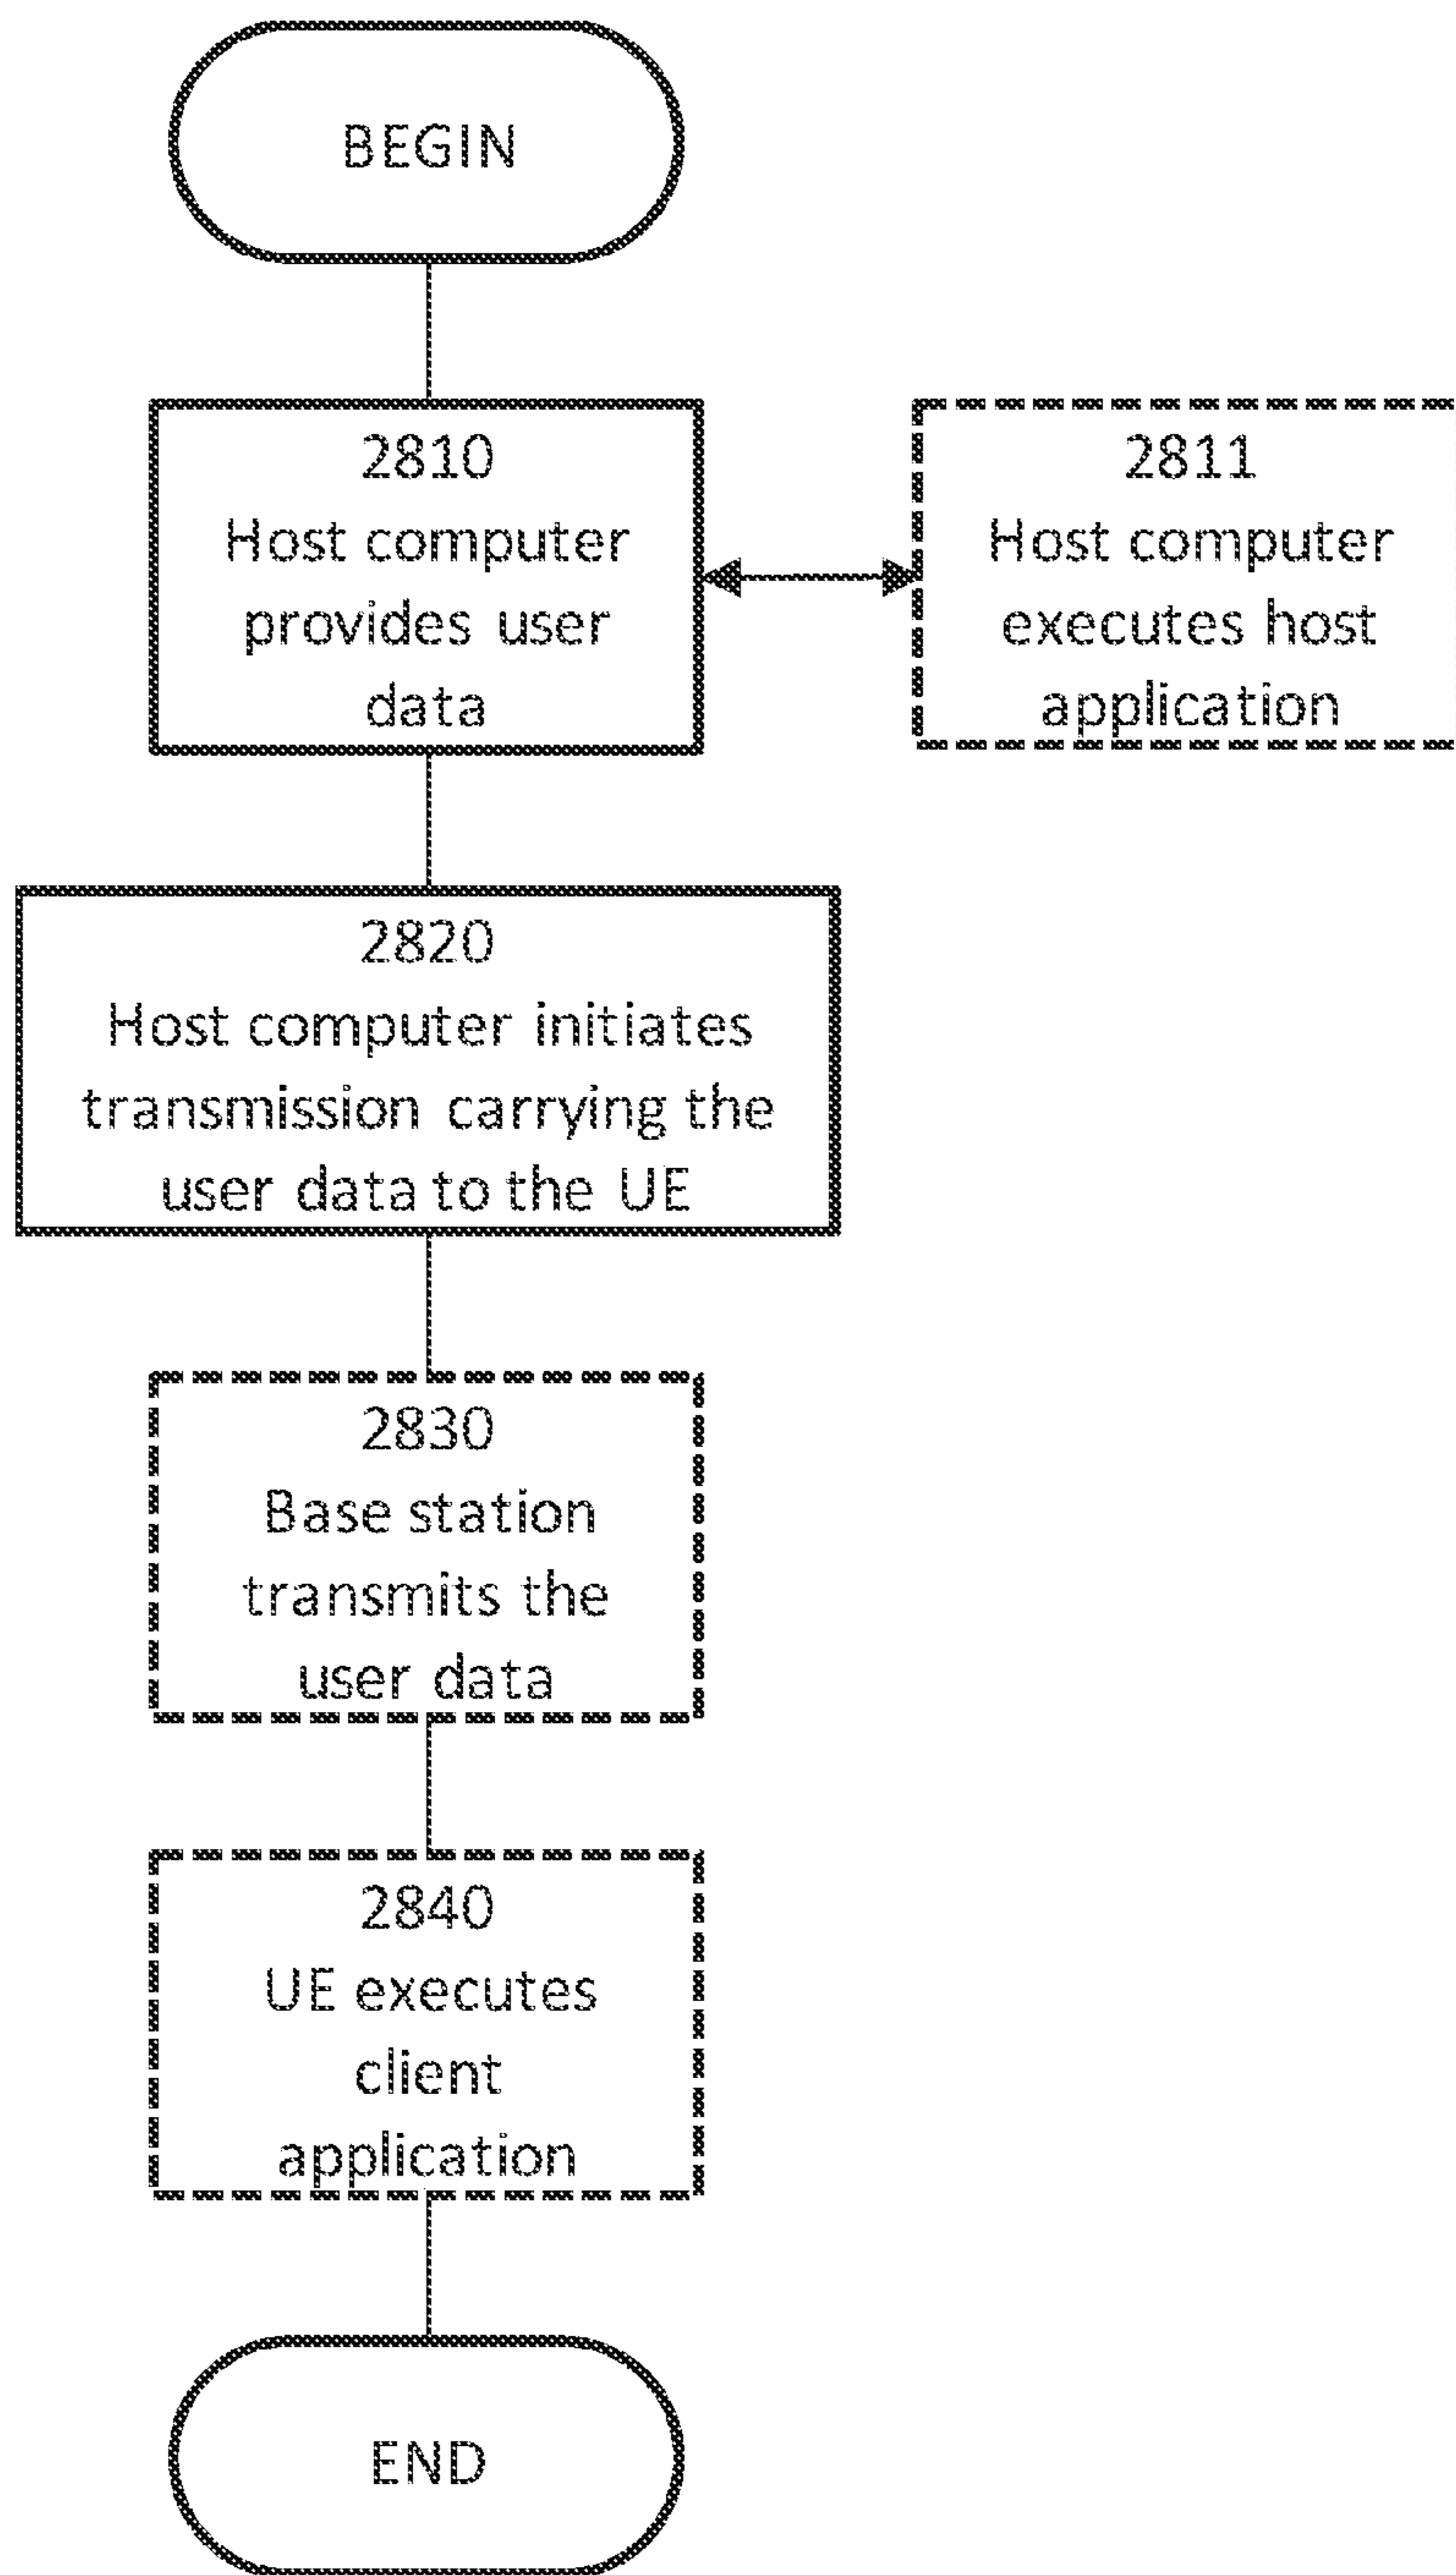 BEGIN
2810
Host computer
provides user
data
2811
Host computer
executes host
application
2820
Host computer initiates
transmission carrying the
user data to the UE
2830
Base station
transmits the
user data
2840
UE executes
client
application
END